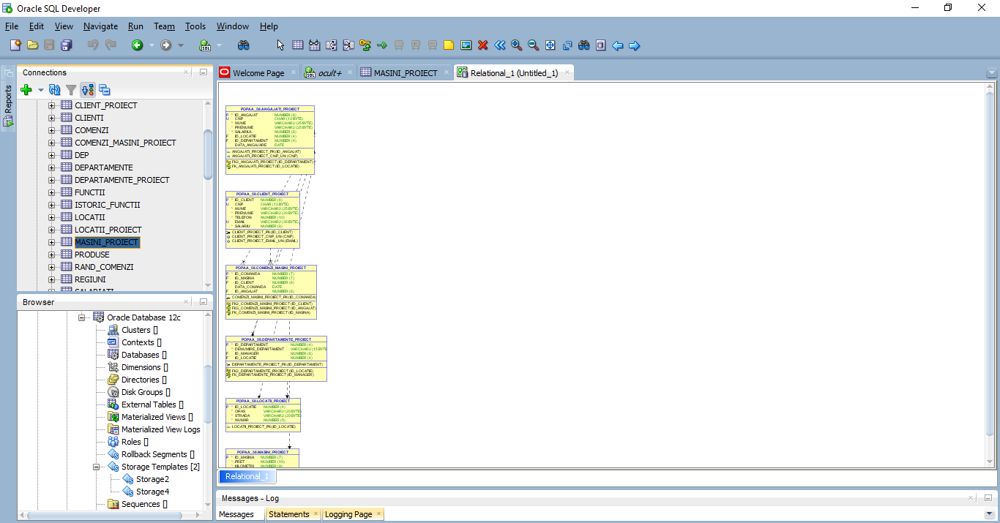 Oracle SQL Developer
File Edit View Navigate Run Team Tools Window Help
Reports
Connections
CLIENT_PROIECT
CLIENTI
COMENZI
COMENZI_MASINI_PROIECT
DEP
DEPARTAMENTE
DEPARTAMENTE_PROIECT
FUNCTII
ISTORIC_FUNCTII
LOCATII
LOCATII_PROIECT
MASINI_PROIECT
PRODUSE
RAND_COMENZI
REGIUNI
SALARIATI
Browser
Oracle Database 12c
Clusters []
Contexts []
Databases []
Dimensions []
Directories []
Disk Groups []
External Tables []
Materialized Views []
Materialized View Logs
Roles []
Rollback Segments []
Storage Templates [2]
Storage2
Storage4
Sequences []
Welcome Page ocult+ MASINI_PROIECT Relational_1 (Untitled_1)
POPAA_58.ANGAJATI_PROIECT
P * ID_ANGAJAT NUMBER (6)
U CNP CHAR (13 BYTE)
* NUME VARCHAR2 (25 BYTE)
* PRENUME VARCHAR2 (25 BYTE)
* SALARIUL NUMBER (8)
F ID_LOCATIE NUMBER (4)
F ID_DEPARTAMENT NUMBER (4)
DATA_ANGAJARE DATE
ANGAJATI_PROIECT_PK (ID_ANGAJAT)
ANGAJATI_PROIECT_CNP_UN (CNP)
FK2_ANGAJATI_PROIECT (ID_DEPARTAMENT)
FK_ANGAJATI_PROIECT (ID_LOCATIE)
POPAA_58.CLIENT_PROIECT
P * ID_CLIENT NUMBER (6)
U CNP CHAR (13 BYTE)
* NUME VARCHAR2 (25 BYTE)
* PRENUME VARCHAR2 (20 BYTE)
* TELEFON NUMBER (10)
U EMAIL VARCHAR2 (35 BYTE)
* SALARIU NUMBER (8)
CLIENT_PROIECT_PK (ID_CLIENT)
CLIENT_PROIECT_CNP_UN (CNP)
CLIENT_PROIECT_EMAIL_UN (EMAIL)
POPAA_58.COMENZI_MASINI_PROIECT
P * ID_COMANDA NUMBER (7)
F ID_MASINA NUMBER (7)
F ID_CLIENT NUMBER (6)
DATA_COMANDA DATE
F ID_ANGAJAT NUMBER (6)
COMENZI_MASINI_PROIECT_PK (ID_COMANDA)
FK2_COMENZI_MASINI_PROIECT (ID_CLIENT)
FK3_COMENZI_MASINI_PROIECT (ID_ANGAJAT)
FK_COMENZI_MASINI_PROIECT (ID_MASINA)
POPAA_58.DEPARTAMENTE_PROIECT
P * ID_DEPARTAMENT NUMBER (4)
* DENUMIRE_DEPARTAMENT VARCHAR2 (15 BYTE
F ID_MANAGER NUMBER (6)
F ID_LOCATIE NUMBER (4)
DEPARTAMENTE_PROIECT_PK (ID_DEPARTAMENT)
FK2_DEPARTAMENTE_PROIECT (ID_LOCATIE)
FK_DEPARTAMENTE_PROIECT (ID_MANAGER)
POPAA_58.LOCATII_PROIECT
P * ID_LOCATIE NUMBER (4)
* ORAS VARCHAR2 (20 BYTE)
* STRADA VARCHAR2 (20 BYTE)
* NUMAR NUMBER (5)
LOCATII_PROIECT_PK (ID_LOCATIE)
POPAA_58.MASINI_PROIECT
P * ID_MASINA NUMBER (7)
* PRET NUMBER (10)
* KILOMETRI NUMBER (9)
Relational_1
Messages - Log
Messages Statements Logging Page